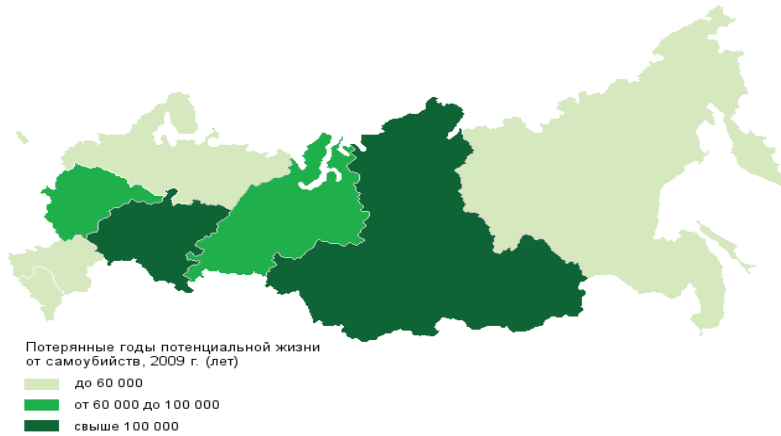 Потерянные годы потенциальной жизни
от самоубийств, 2009 г. (лет)
до 60 000
от 60 000 до 100 000
свыше 100 000